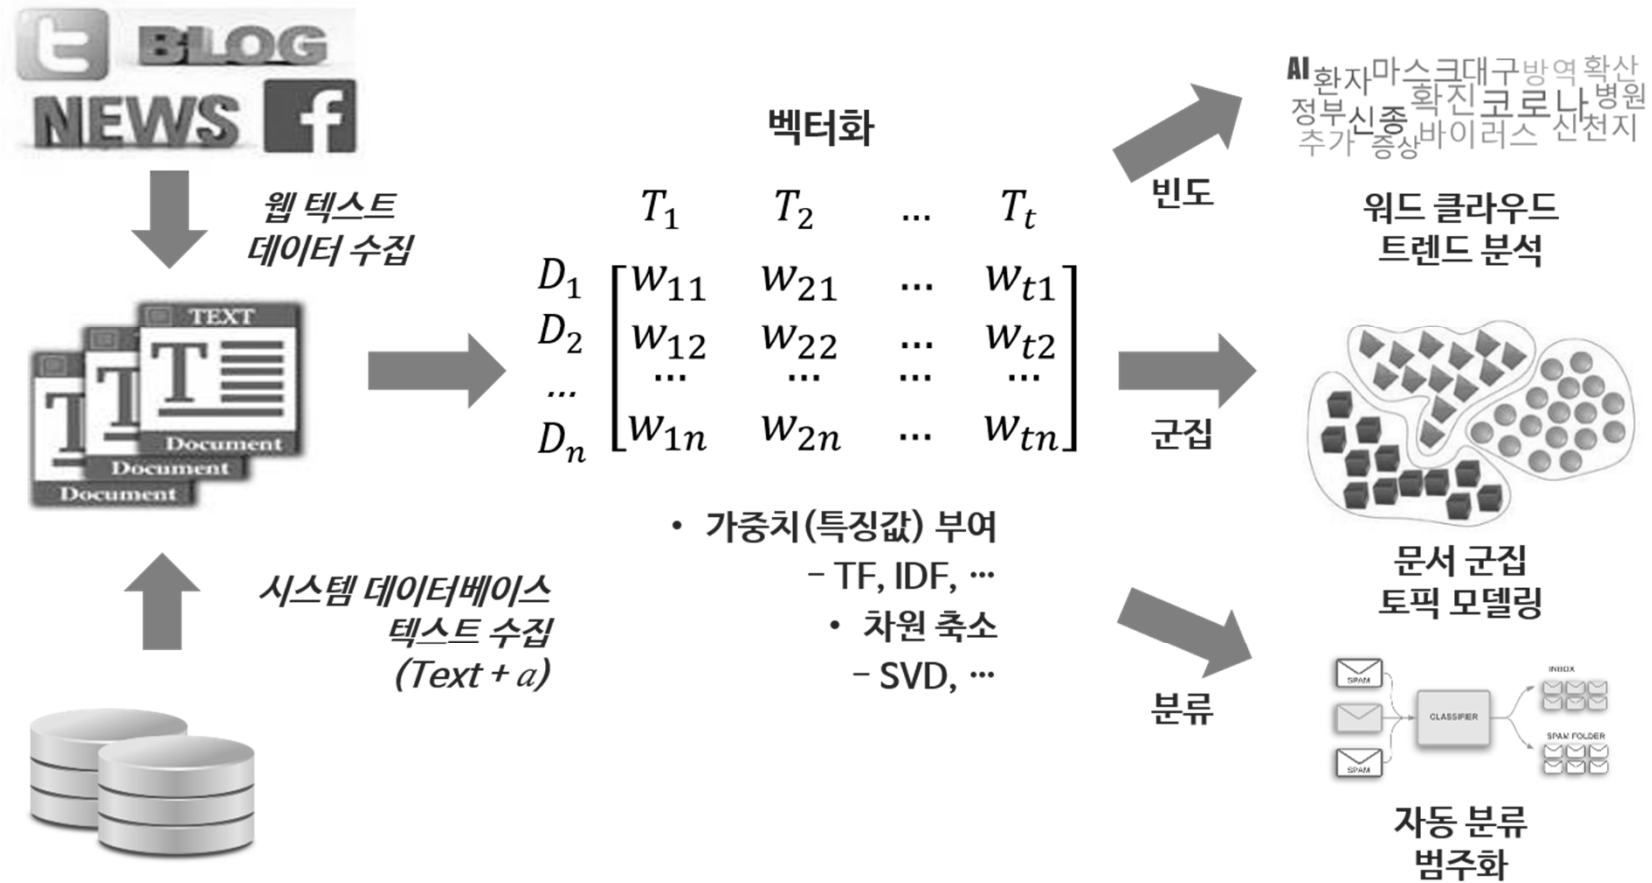 t BLOG
NEWS f
웹 텍스트
데이터 수집
TEXT
T
Document
T
Document
T
Document
시스템 데이터베이스
텍스트 수집
(Text + α)
벡터화
T₁ T₂ ... Tₜ
D₁ w₁₁ w₂₁ ... wₜ₁
D₂ w₁₂ w₂₂ ... wₜ₂
... ... ... ... ...
Dₙ w₁ₙ w₂ₙ ... wₜₙ
• 가중치(특징값) 부여
– TF, IDF, ...
• 차원 축소
– SVD, ...
빈도
AI 환자 마스크 대구 방역 확산
정부 신종 확진 코로나 병원
추가 증상 바이러스 신천지
워드 클라우드
트렌드 분석
군집
문서 군집
토픽 모델링
분류
SPAM
SPAM
CLASSIFIER
INBOX
SPAM FOLDER
자동 분류
범주화